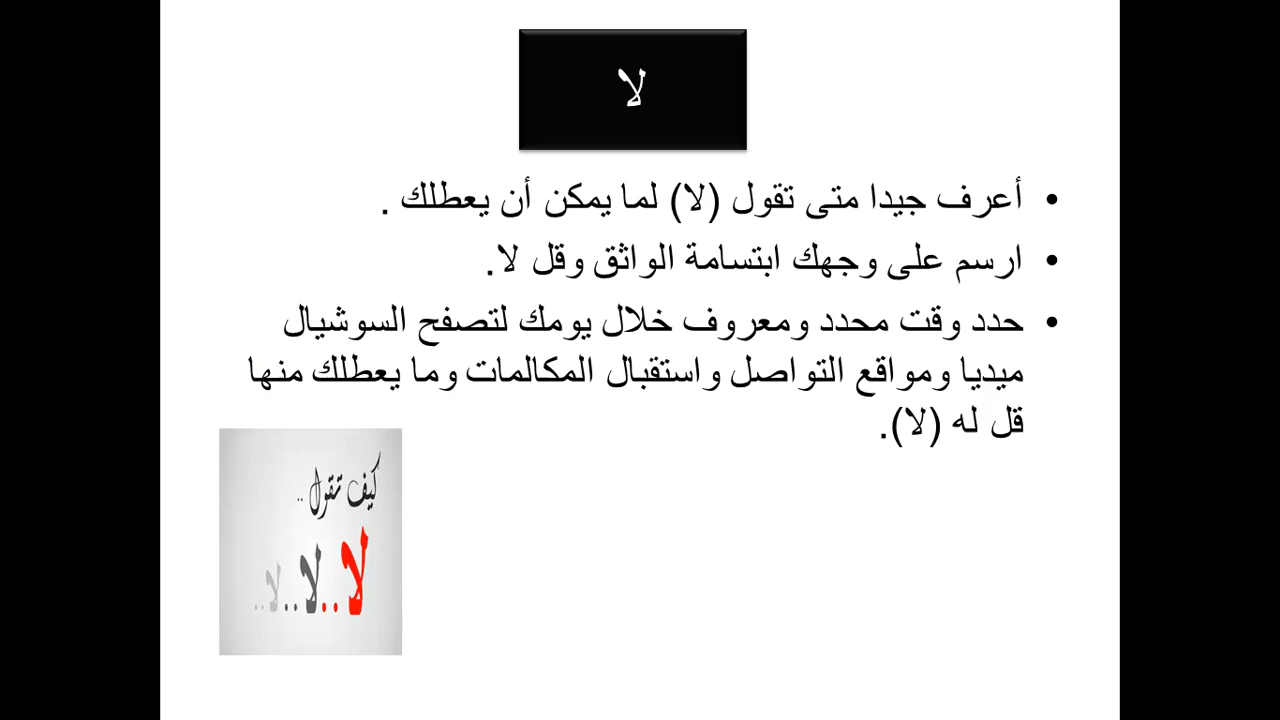 لا
• أعرف جيدا متى تقول (لا) لما يمكن أن يعطلك .
• ارسم على وجهك ابتسامة الواثق وقل لا.
• حدد وقت محدد ومعروف خلال يومك لتصفح السوشيال
ميديا ومواقع التواصل واستقبال المكالمات وما يعطلك منها
قل له (لا).
كيف تقول ..
لا..لا..لا..